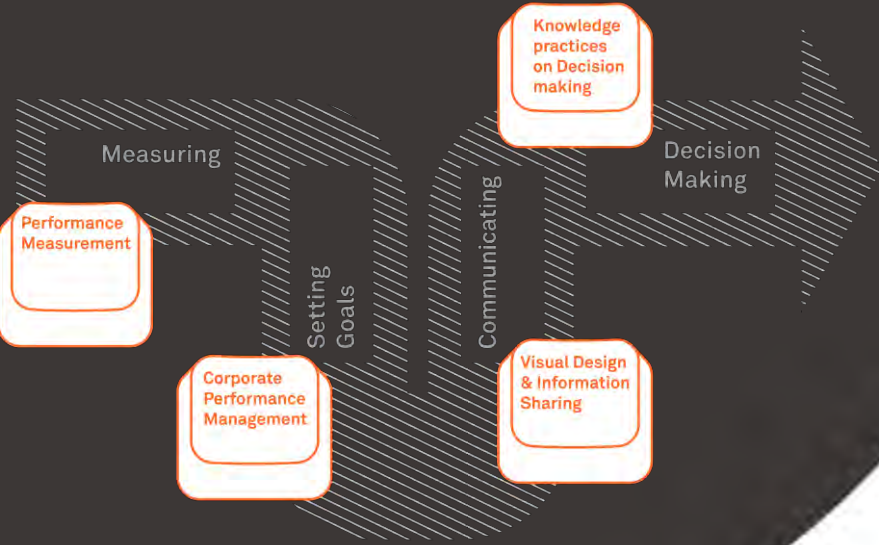 Knowledge
practices
on Decision
making
Measuring
Decision
Making
Performance
Measurement
Setting
Goals
Communicating
Corporate
Performance
Management
Visual Design
& Information
Sharing